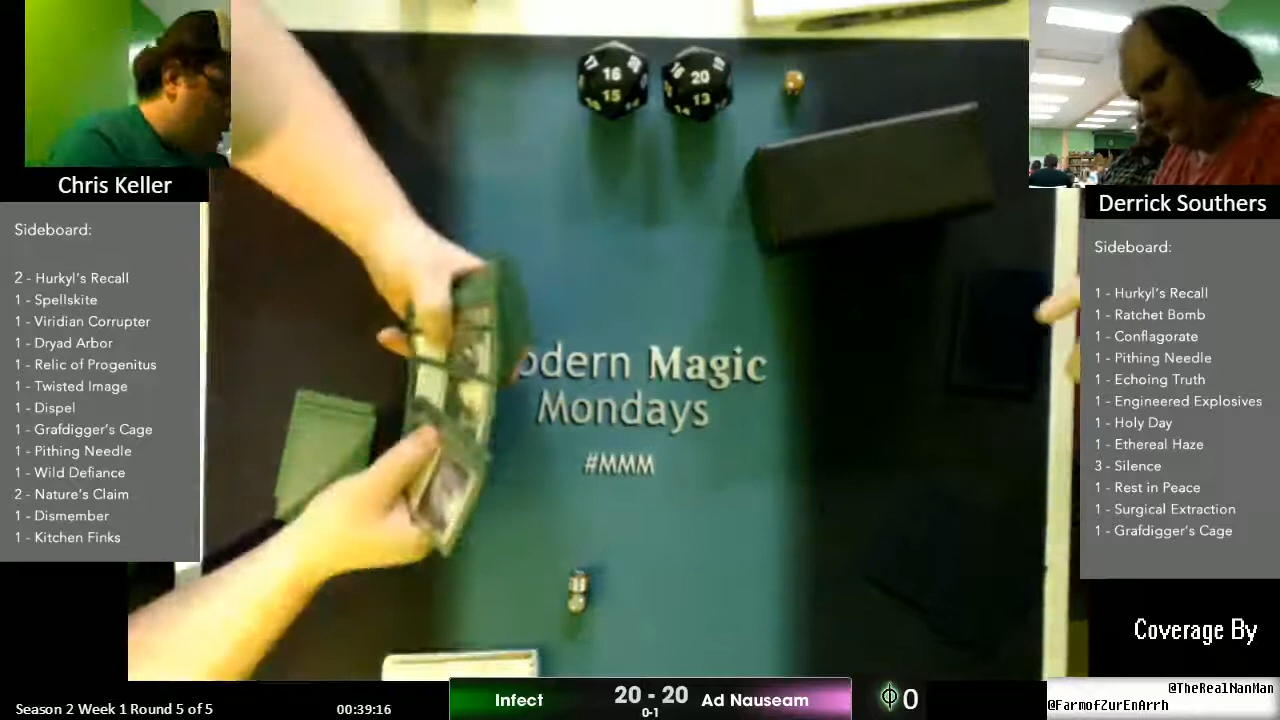 Chris Keller
Sideboard:
2 - Hurkyl's Recall
1 - Spellskite
1 - Viridian Corrupter
1 - Dryad Arbor
1 - Relic of Progenitus
1 - Twisted Image
1 - Dispel
1 - Grafdigger's Cage
1 - Pithing Needle
1 - Wild Defiance
2 - Nature's Claim
1 - Dismember
1 - Kitchen Finks
16
15
20
13
odern Magic
Mondays
#MMM
Derrick Southers
Sideboard:
1 - Hurkyl's Recall
1 - Ratchet Bomb
1 - Conflagorate
1 - Pithing Needle
1 - Echoing Truth
1 - Engineered Explosives
1 - Holy Day
1 - Ethereal Haze
3 - Silence
1 - Rest in Peace
1 - Surgical Extraction
1 - Grafdigger's Cage
Coverage By
@TheRealNanMan
@FarmofZurEnArrh
Season 2 Week 1 Round 5 of 5
00:39:16
Infect
20 - 20
0-1
Ad Nauseam
0